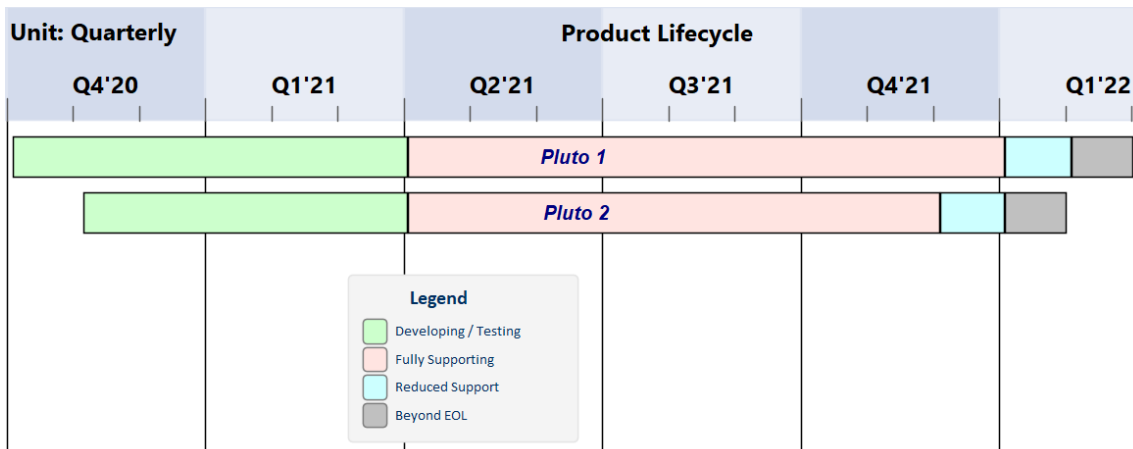 Unit: Quarterly
Product Lifecycle
Q4'20
Q1'21
Q2'21
Q3'21
Q4'21
Q1'22
Pluto 1
Pluto 2
Legend
Developing / Testing
Fully Supporting
Reduced Support
Beyond EOL